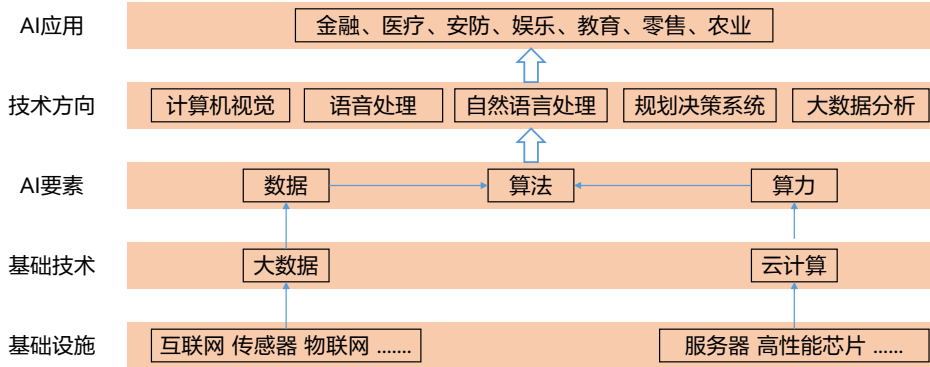 AI应用
金融、医疗、安防、娱乐、教育、零售、农业
技术方向
计算机视觉
语音处理
自然语言处理
规划决策系统
大数据分析
AI要素
数据
算法
算力
基础技术
大数据
云计算
基础设施
互联网 传感器 物联网 .......
服务器 高性能芯片 ......